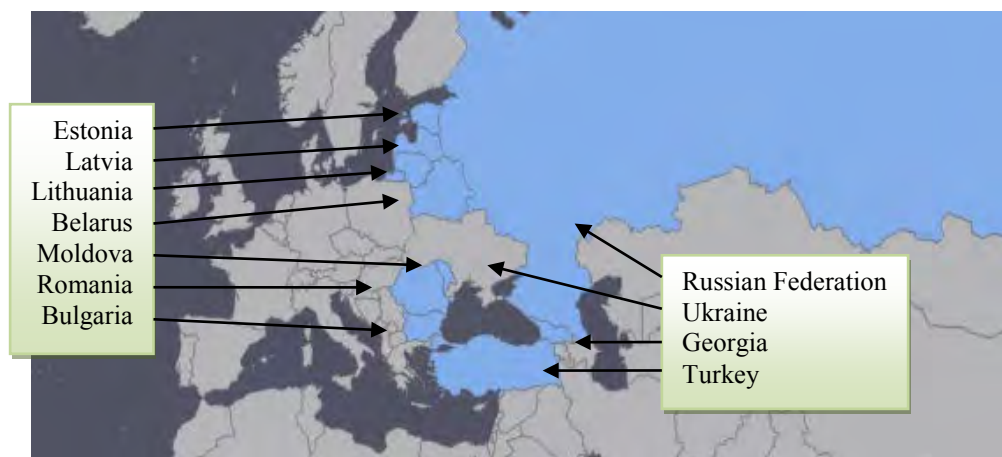 Estonia
Latvia
Lithuania
Belarus
Moldova
Romania
Bulgaria
Russian Federation
Ukraine
Georgia
Turkey